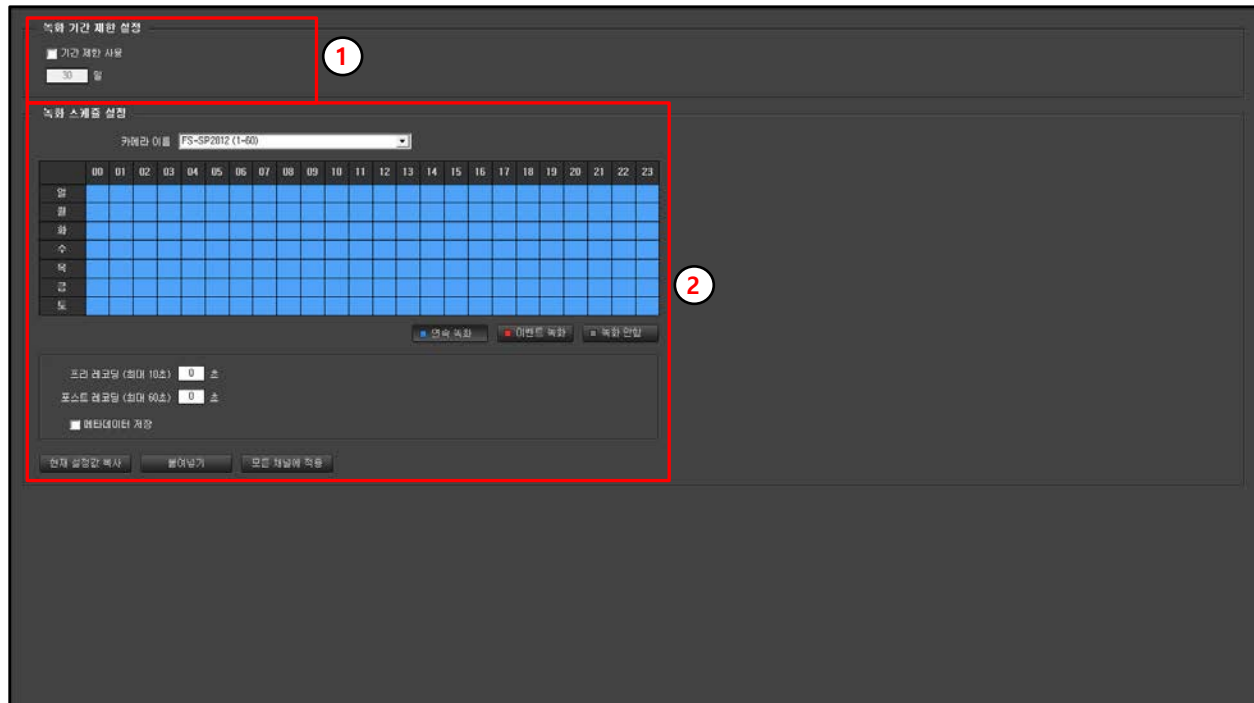 녹화 기간 제한 설정
기간 제한 사용
30 일
1
녹화 스케줄 설정
카메라 이름 FS-SP2012 (1-60)
00 01 02 03 04 05 06 07 08 09 10 11 12 13 14 15 16 17 18 19 20 21 22 23
일
월
화
수
목
금
토
2
연속 녹화 이벤트 녹화 녹화 안함
프리 레코딩 (최대 10초) 0 초
포스트 레코딩 (최대 60초) 0 초
메타데이터 저장
현재 설정값 복사 붙여넣기 모든 채널에 적용